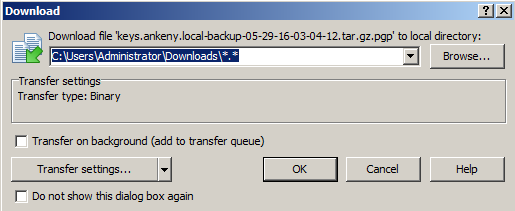 Download
Download file 'keys.ankeny.local-backup-05-29-16-03-04-12.tar.gz.pgp' to local directory:
C:\Users\Administrator\Downloads\*.*
Browse...
Transfer settings
Transfer type: Binary
Transfer on background (add to transfer queue)
Transfer settings...
OK
Cancel
Help
Do not show this dialog box again